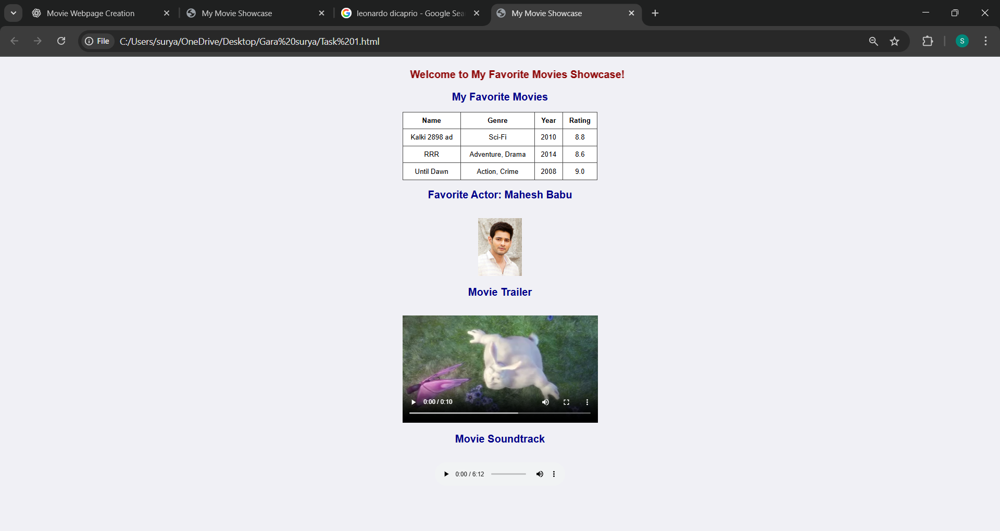 Movie Webpage Creation
My Movie Showcase
leonardo dicaprio - Google Sea
My Movie Showcase
File
C:/Users/surya/OneDrive/Desktop/Gara%20surya/Task%201.html
S
Welcome to My Favorite Movies Showcase!
My Favorite Movies
Name Genre Year Rating
Kalki 2898 ad Sci-Fi 2010 8.8
RRR Adventure, Drama 2014 8.6
Until Dawn Action, Crime 2008 9.0
Favorite Actor: Mahesh Babu
Movie Trailer
0:00 / 0:10
Movie Soundtrack
0:00 / 6:12